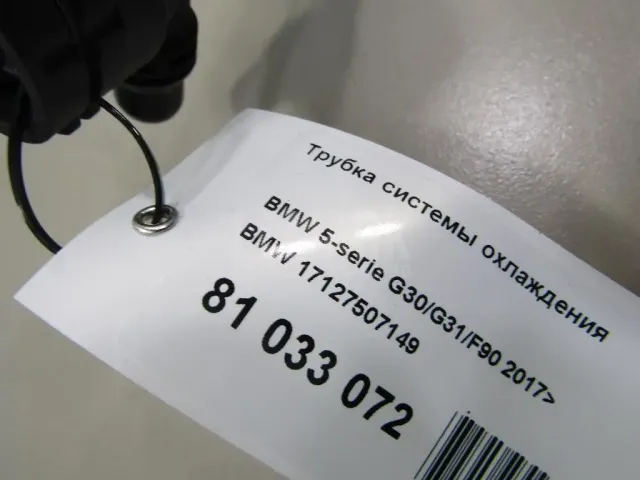 Трубка системы охлаждения
BMW 5-serie G30/G31/F90 2017>
BMW 17127507149
81 033 072